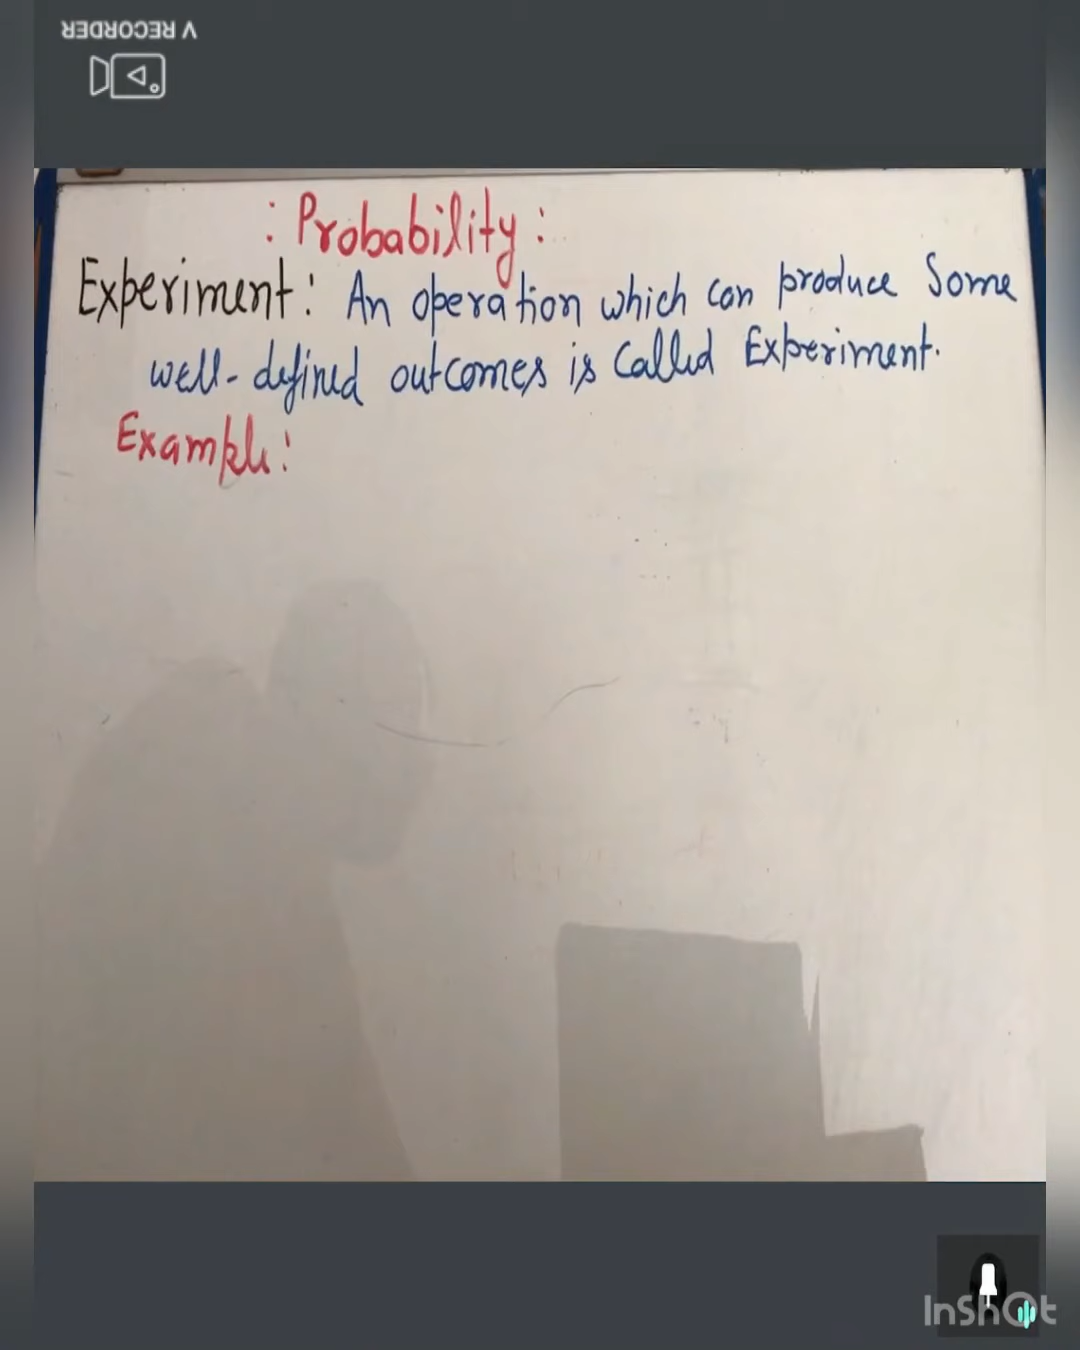 V RECORDER
: Probability :
Experiment : An operation which can produce Some
well-defined outcomes is Called Experiment.
Example :
InShOt